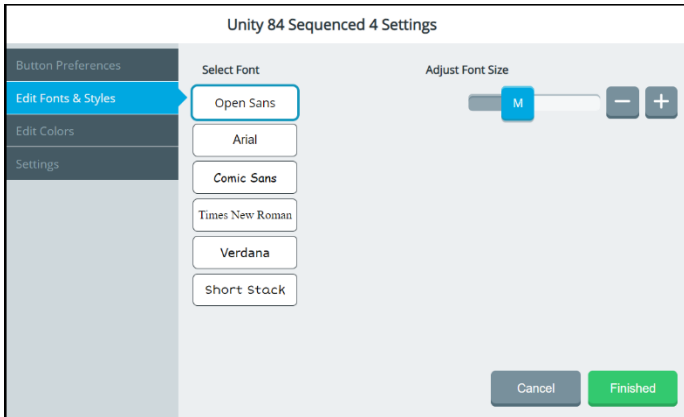 Unity 84 Sequenced 4 Settings
Button Preferences
Edit Fonts & Styles
Edit Colors
Settings
Select Font
Open Sans
Arial
Comic Sans
Times New Roman
Verdana
Short Stack
Adjust Font Size
M
− +
Cancel
Finished